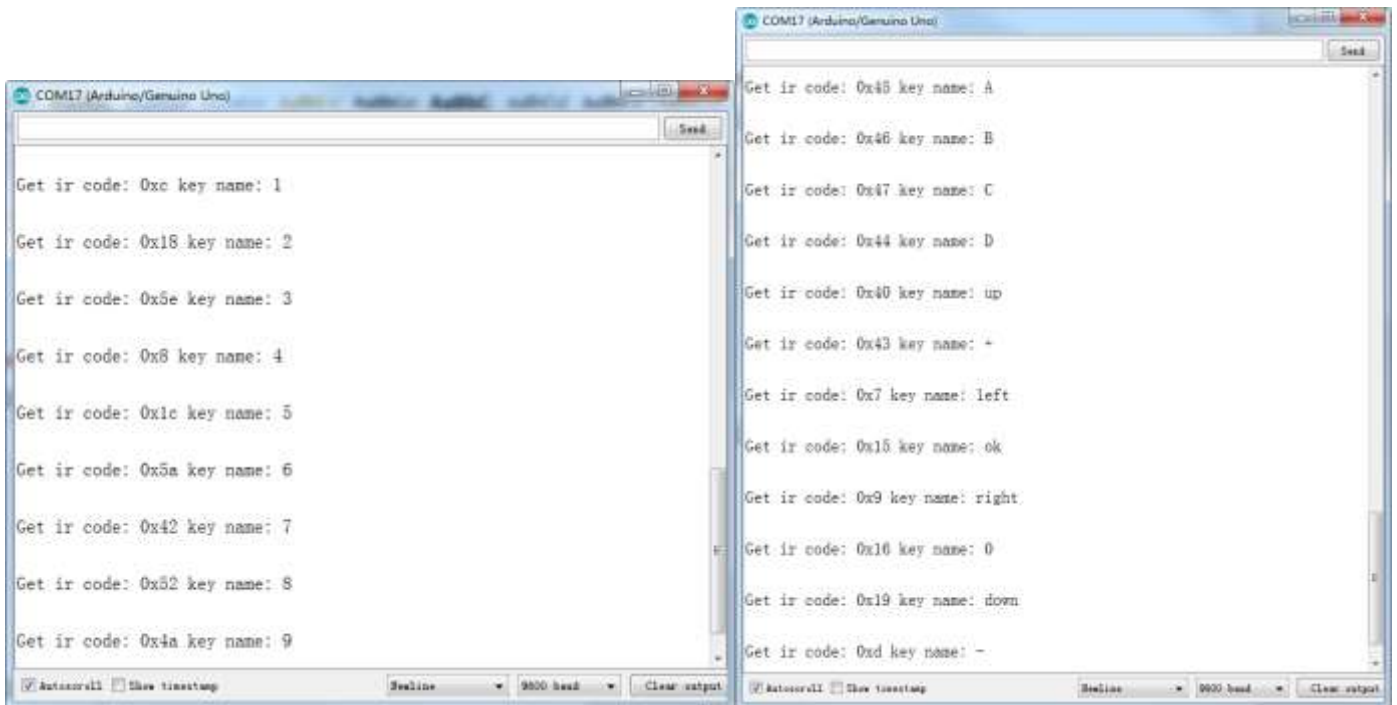 COM17 (Arduino/Genuino Uno)
Send
Get ir code: 0xc key name: 1
Get ir code: 0x18 key name: 2
Get ir code: 0x5e key name: 3
Get ir code: 0x8 key name: 4
Get ir code: 0x1c key name: 5
Get ir code: 0x5a key name: 6
Get ir code: 0x42 key name: 7
Get ir code: 0x52 key name: 8
Get ir code: 0x4a key name: 9
Autoscroll Show timestamp Newline 9600 baud Clear output
COM17 (Arduino/Genuino Uno)
Send
Get ir code: 0x45 key name: A
Get ir code: 0x46 key name: B
Get ir code: 0x47 key name: C
Get ir code: 0x44 key name: D
Get ir code: 0x40 key name: up
Get ir code: 0x43 key name: +
Get ir code: 0x7 key name: left
Get ir code: 0x15 key name: ok
Get ir code: 0x9 key name: right
Get ir code: 0x16 key name: 0
Get ir code: 0x19 key name: down
Get ir code: 0xd key name: -
Autoscroll Show timestamp Newline 9600 baud Clear output